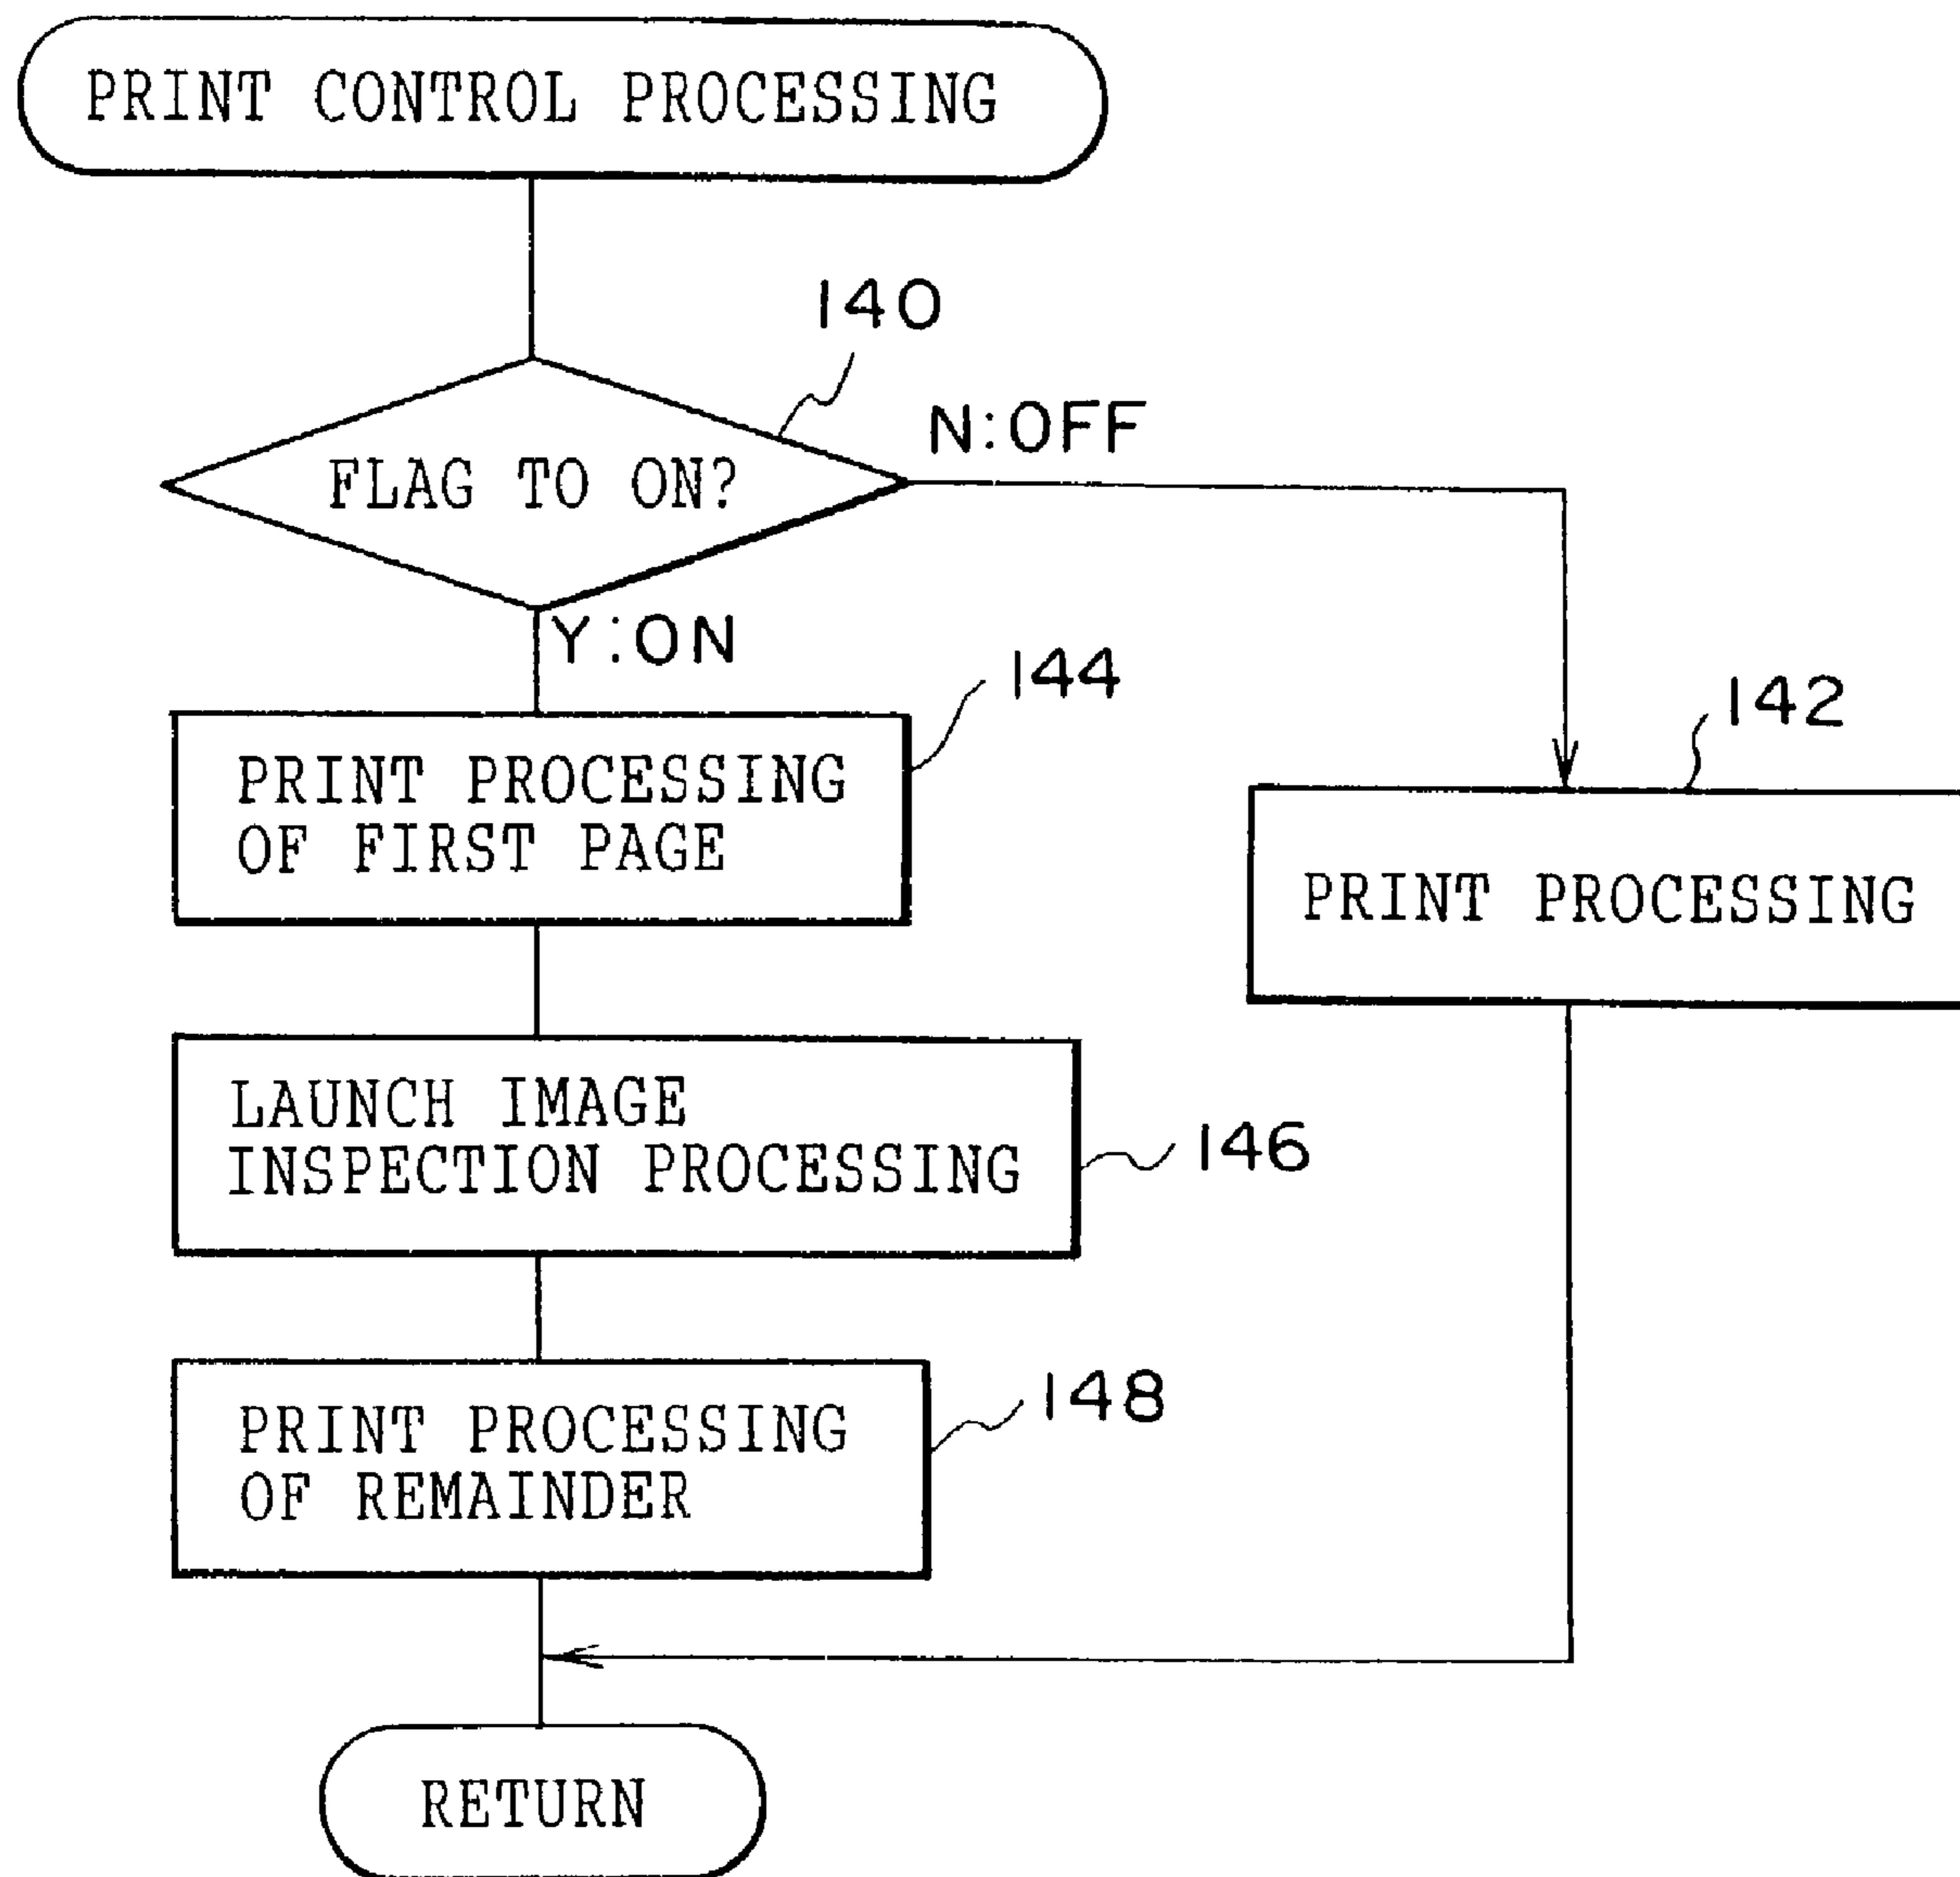 PRINT CONTROL PROCESSING
140
N:OFF
FLAG TO ON?
Y:ON
144
142
PRINT PROCESSING
OF FIRST PAGE
PRINT PROCESSING
LAUNCH IMAGE
INSPECTION PROCESSING
146
148
PRINT PROCESSING
OF REMAINDER
RETURN